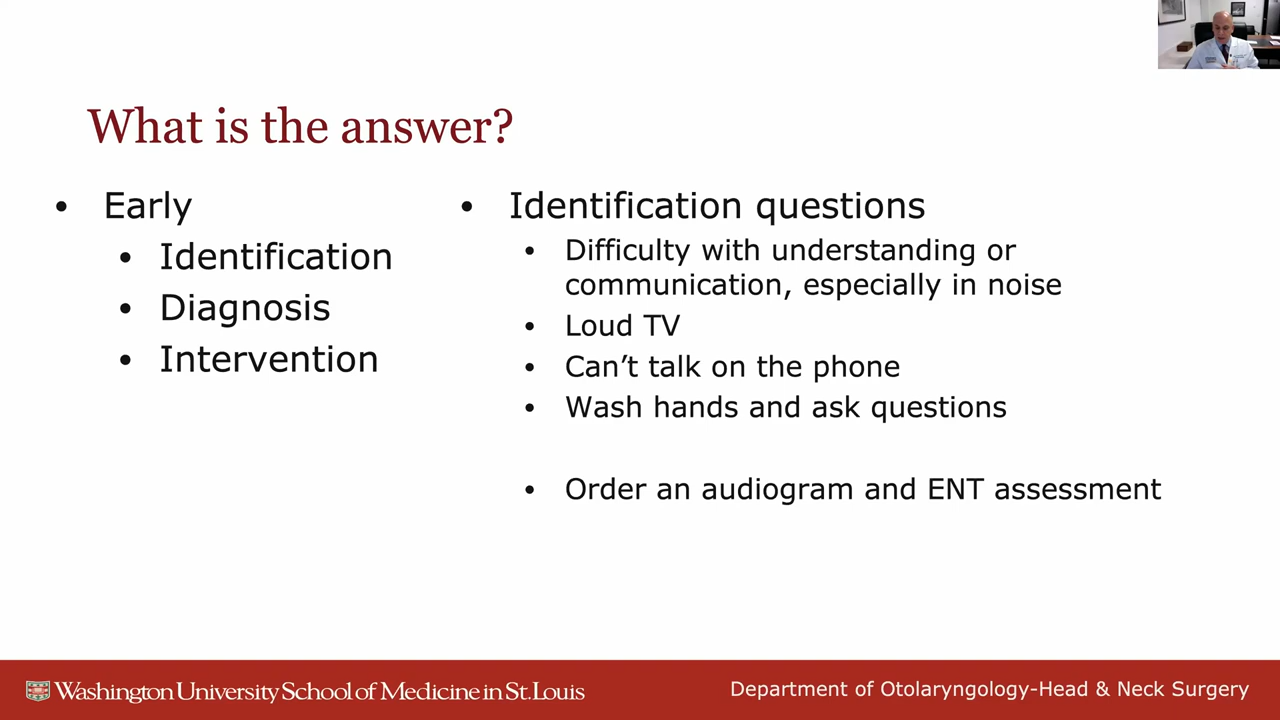 What is the answer?
• Early
• Identification
• Diagnosis
• Intervention
• Identification questions
• Difficulty with understanding or
communication, especially in noise
• Loud TV
• Can’t talk on the phone
• Wash hands and ask questions
• Order an audiogram and ENT assessment
Washington University School of Medicine in St. Louis
Department of Otolaryngology-Head & Neck Surgery